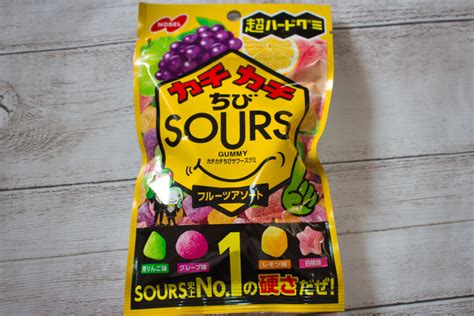 NOBEL
超ハードグミ
カチカチ
ちび
SOURS
GUMMY
カチカチちびサワーズグミ
フルーツアソート
青りんご味
グレープ味
レモン味
白桃味
SOURS史上No.1の硬さだぜ!